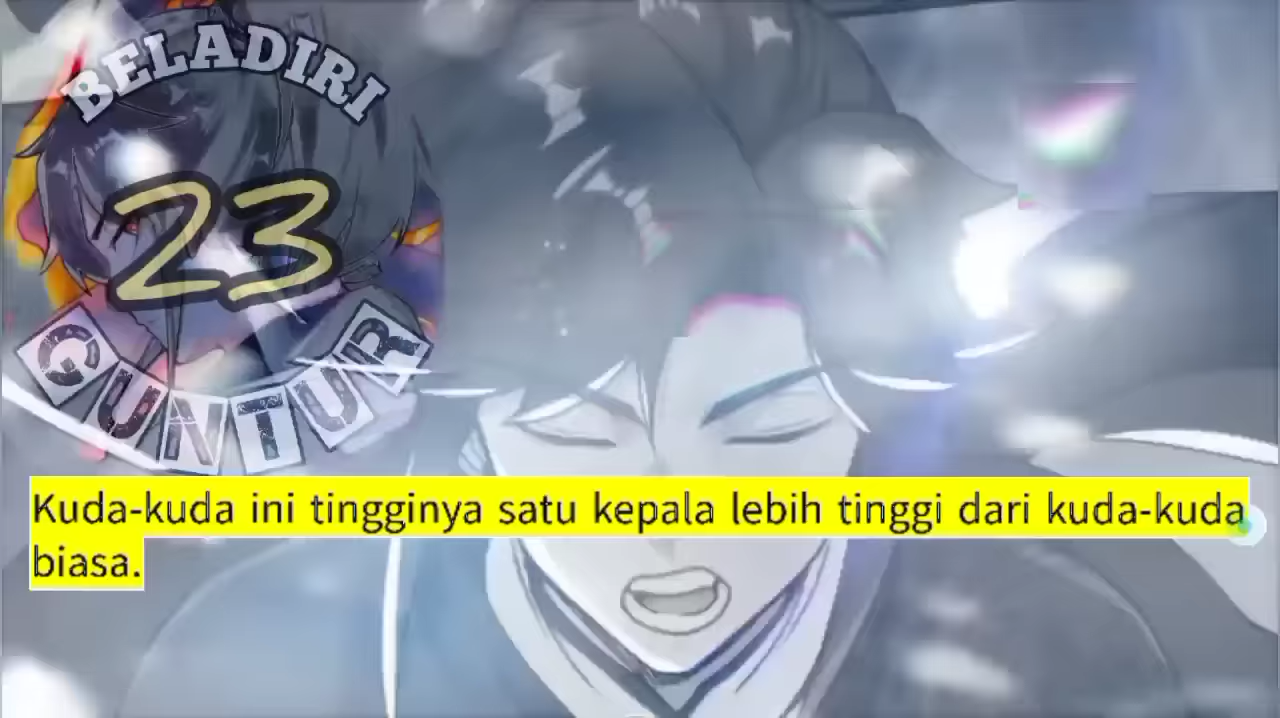 BELADIRI
23
GUNTUR
Kuda-kuda ini tingginya satu kepala lebih tinggi dari kuda-kuda
biasa.